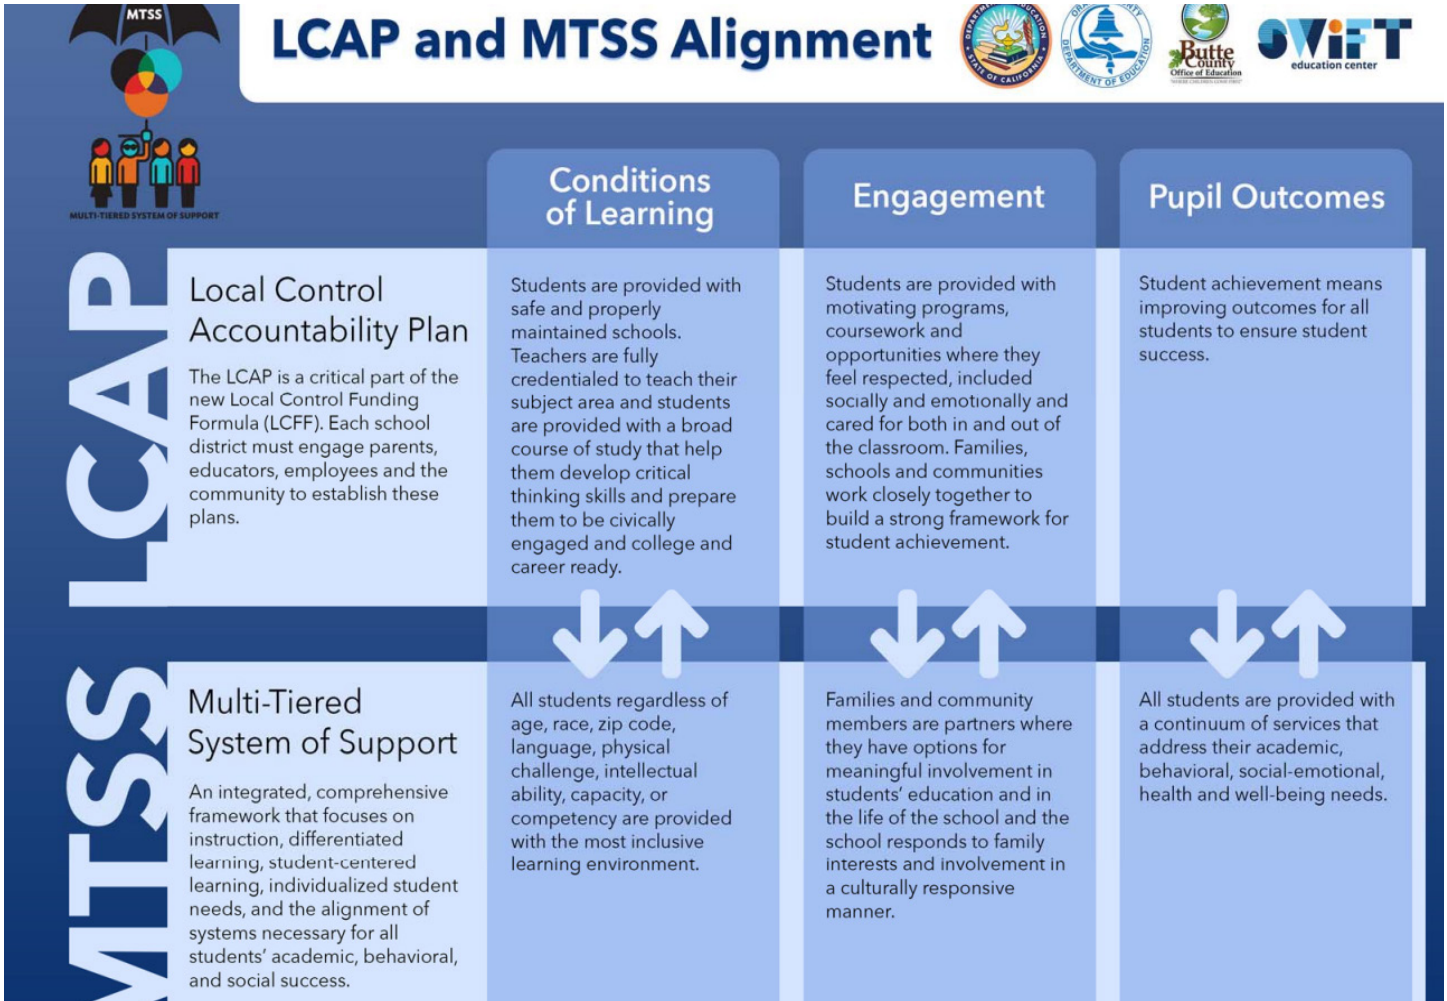 MTSS
MULTI-TIERED SYSTEM OF SUPPORT
LCAP and MTSS Alignment
DEPARTMENT OF EDUCATION
STATE OF CALIFORNIA
DEPARTMENT OF EDUCATION
Butte
County
Office of Education
SWiFT
education center
Conditions
of Learning
Engagement
Pupil Outcomes
LCAP
Local Control
Accountability Plan
The LCAP is a critical part of the
new Local Control Funding
Formula (LCFF). Each school
district must engage parents,
educators, employees and the
community to establish these
plans.
Students are provided with
safe and properly
maintained schools.
Teachers are fully
credentialed to teach their
subject area and students
are provided with a broad
course of study that help
them develop critical
thinking skills and prepare
them to be civically
engaged and college and
career ready.
Students are provided with
motivating programs,
coursework and
opportunities where they
feel respected, included
socially and emotionally and
cared for both in and out of
the classroom. Families,
schools and communities
work closely together to
build a strong framework for
student achievement.
Student achievement means
improving outcomes for all
students to ensure student
success.
MTSS
Multi-Tiered
System of Support
An integrated, comprehensive
framework that focuses on
instruction, differentiated
learning, student-centered
learning, individualized student
needs, and the alignment of
systems necessary for all
students’ academic, behavioral,
and social success.
All students regardless of
age, race, zip code,
language, physical
challenge, intellectual
ability, capacity, or
competency are provided
with the most inclusive
learning environment.
Families and community
members are partners where
they have options for
meaningful involvement in
students’ education and in
the life of the school and the
school responds to family
interests and involvement in
a culturally responsive
manner.
All students are provided with
a continuum of services that
address their academic,
behavioral, social-emotional,
health and well-being needs.